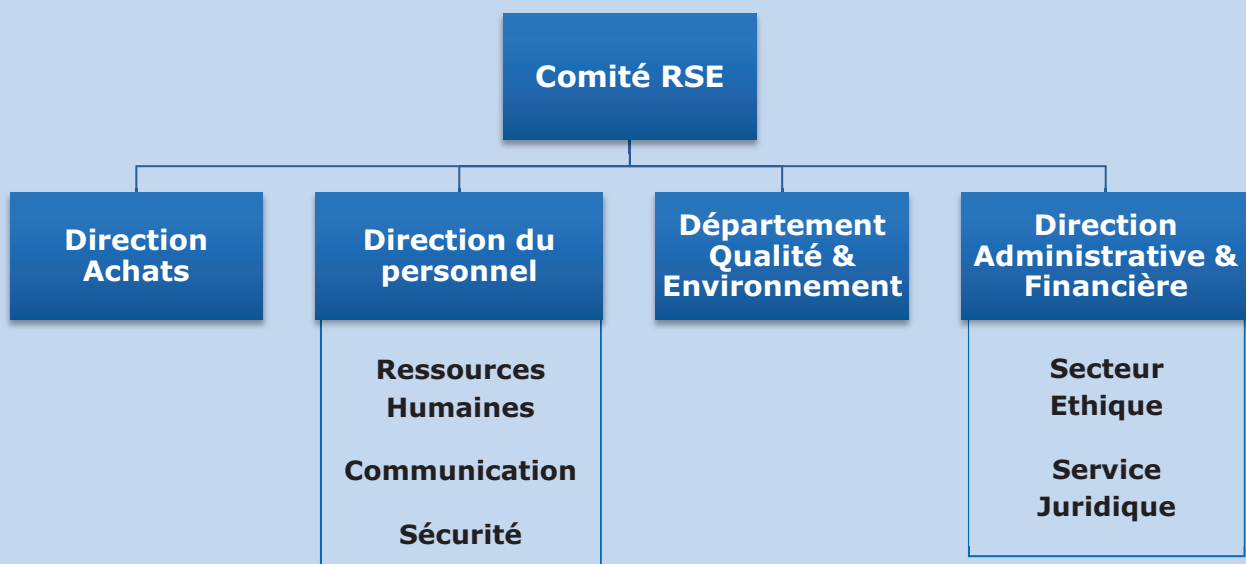 Comité RSE
Direction
Achats
Direction du
personnel
Département
Qualité &
Environnement
Direction
Administrative &
Financière
Ressources
Humaines
Communication
Sécurité
Secteur
Ethique
Service
Juridique